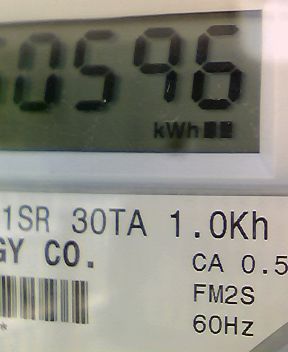 0596
kWh
1SR 30TA 1.0Kh
GY CO.
CA 0.5
FM2S
60Hz